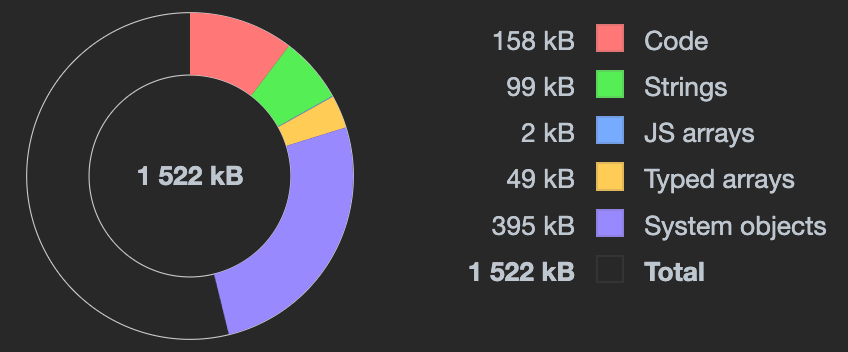 1 522 kB
158 kB Code
99 kB Strings
2 kB JS arrays
49 kB Typed arrays
395 kB System objects
1 522 kB Total